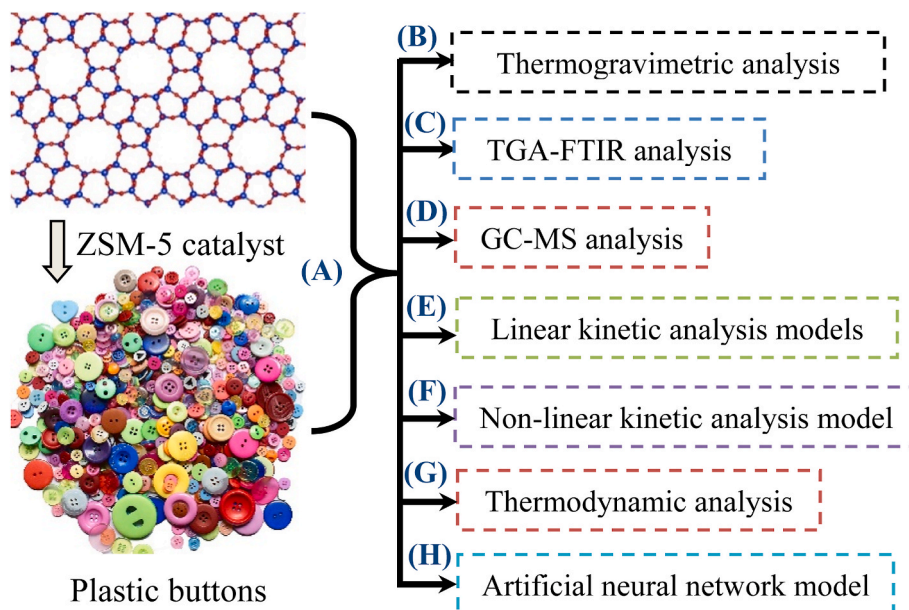 ZSM-5 catalyst
Plastic buttons
(A)
(B)
Thermogravimetric analysis
(C)
TGA-FTIR analysis
(D)
GC-MS analysis
(E)
Linear kinetic analysis models
(F)
Non-linear kinetic analysis model
(G)
Thermodynamic analysis
(H)
Artificial neural network model